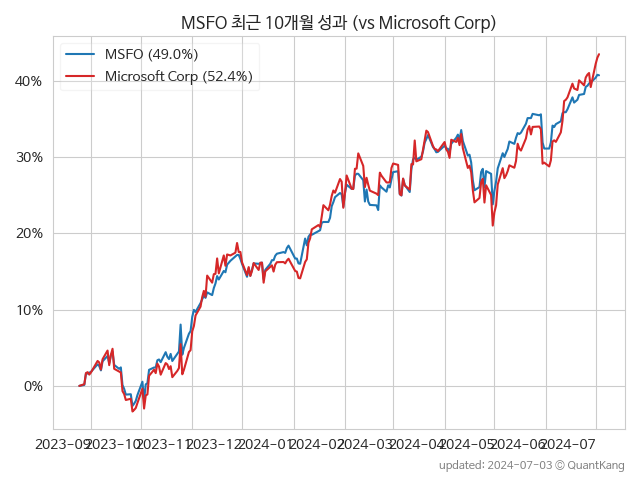 MSFO 최근 10개월 성과 (vs Microsoft Corp)
MSFO (49.0%)
Microsoft Corp (52.4%)
40%
30%
20%
10%
0%
2023-09 2023-10 2023-11 2023-12 2024-01 2024-02 2024-03 2024-04 2024-05 2024-06 2024-07
updated: 2024-07-03 © QuantKang